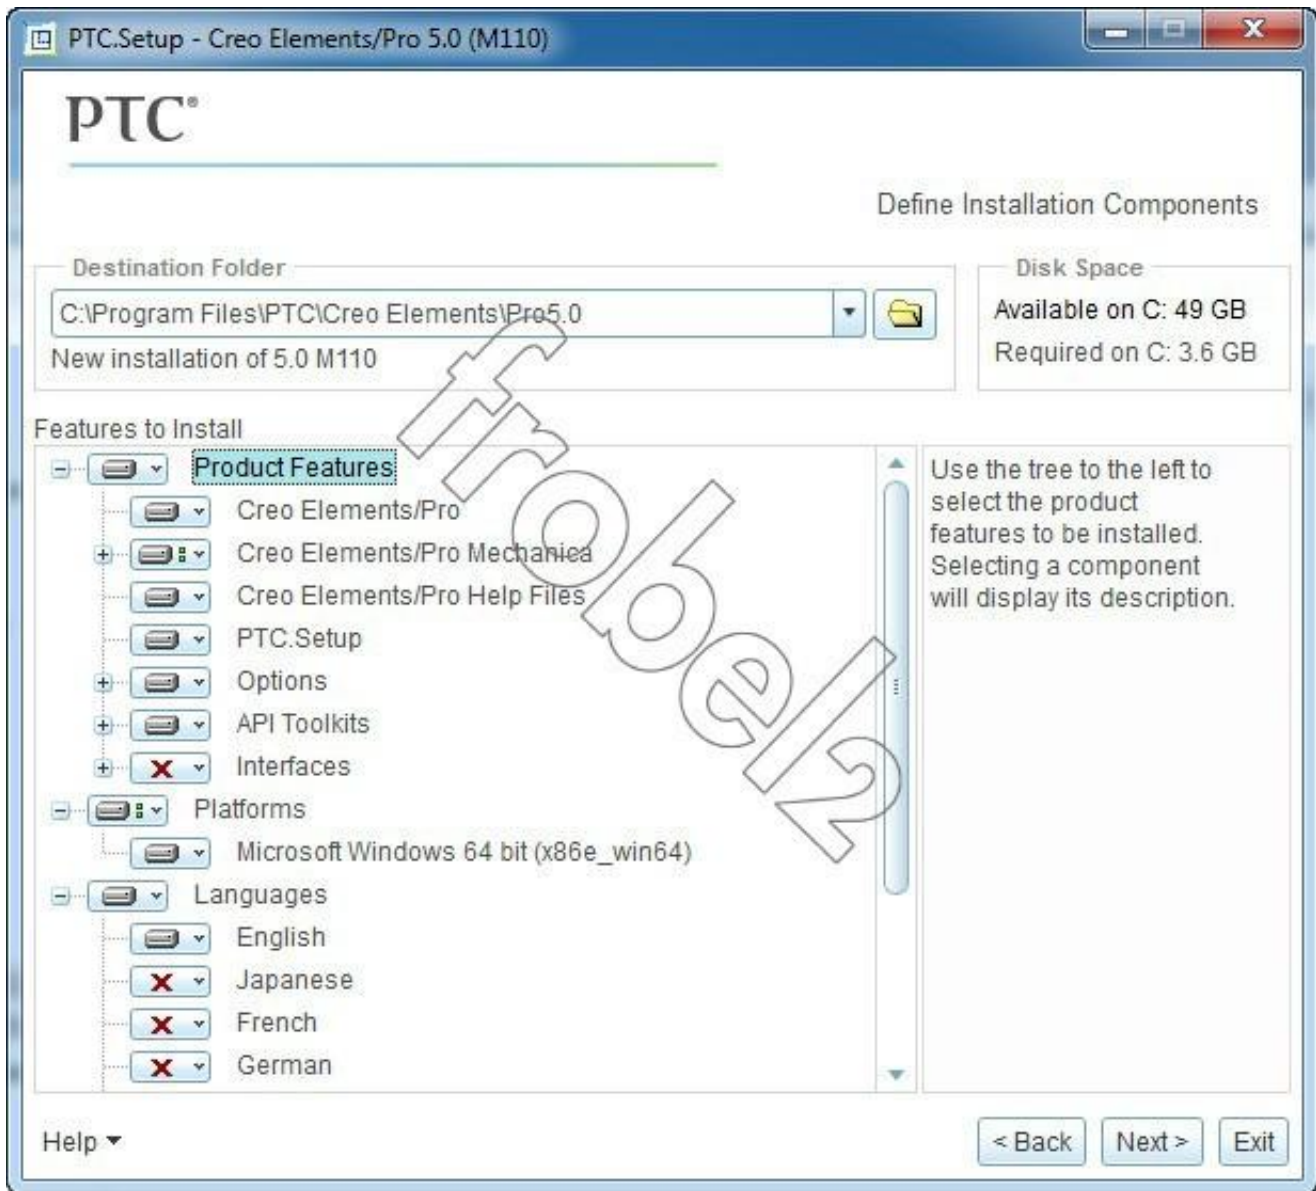 PTC.Setup - Creo Elements/Pro 5.0 (M110)
PTC®
Define Installation Components
Destination Folder
C:\Program Files\PTC\Creo Elements\Pro5.0
New installation of 5.0 M110
Disk Space
Available on C: 49 GB
Required on C: 3.6 GB
Features to Install
Product Features
Creo Elements/Pro
Creo Elements/Pro Mechanica
Creo Elements/Pro Help Files
PTC.Setup
Options
API Toolkits
Interfaces
Platforms
Microsoft Windows 64 bit (x86e_win64)
Languages
English
Japanese
French
German
Use the tree to the left to
select the product
features to be installed.
Selecting a component
will display its description.
frobel2
Help
< Back
Next >
Exit